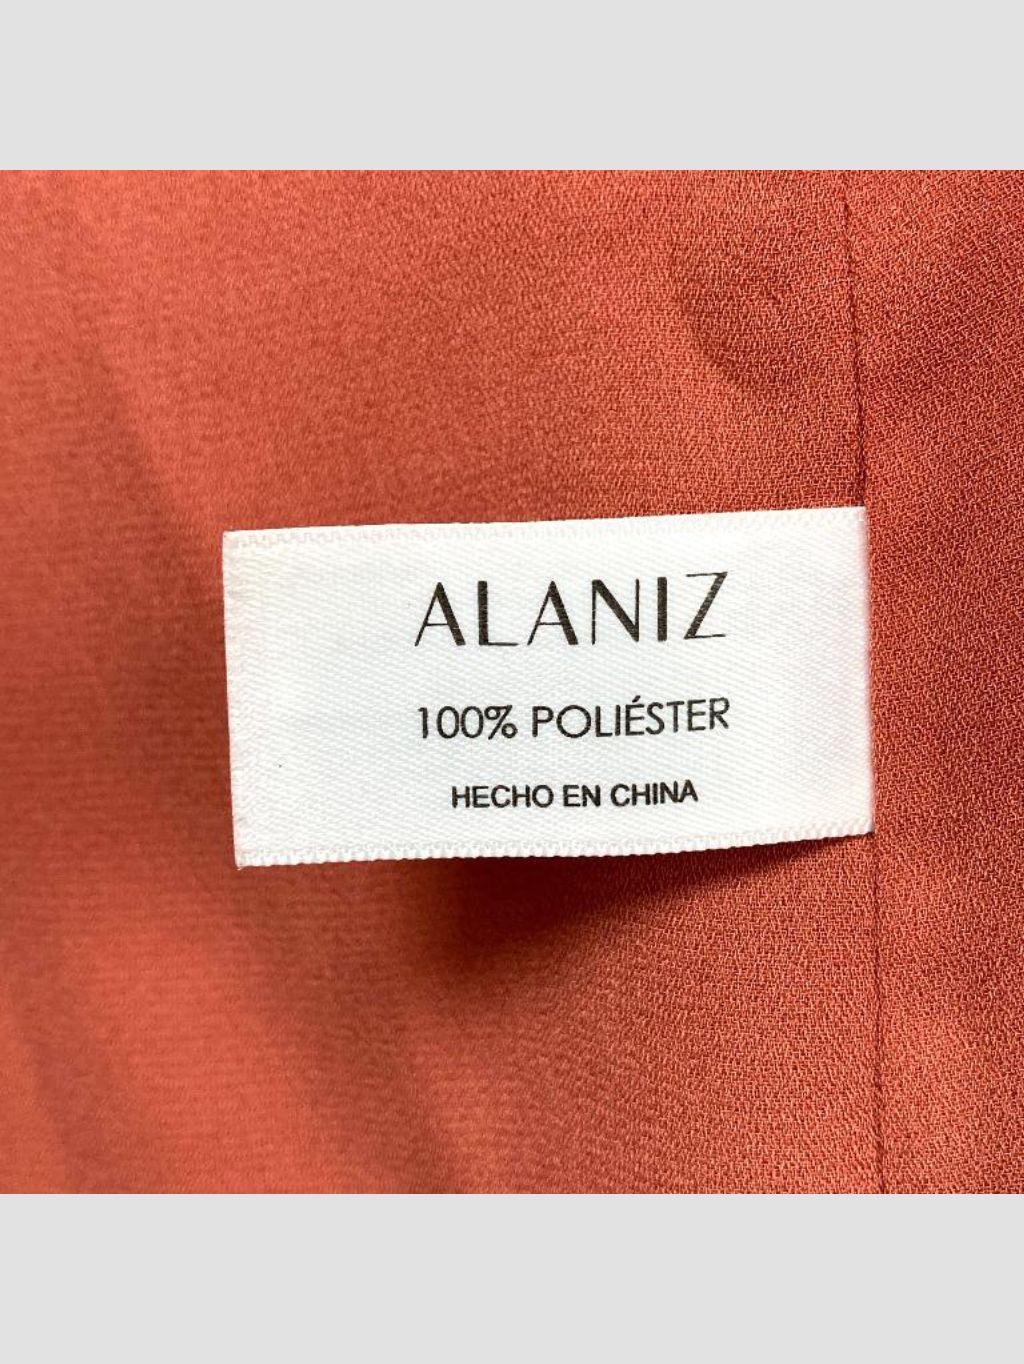 ALANIZ
100% POLIÉSTER
HECHO EN CHINA